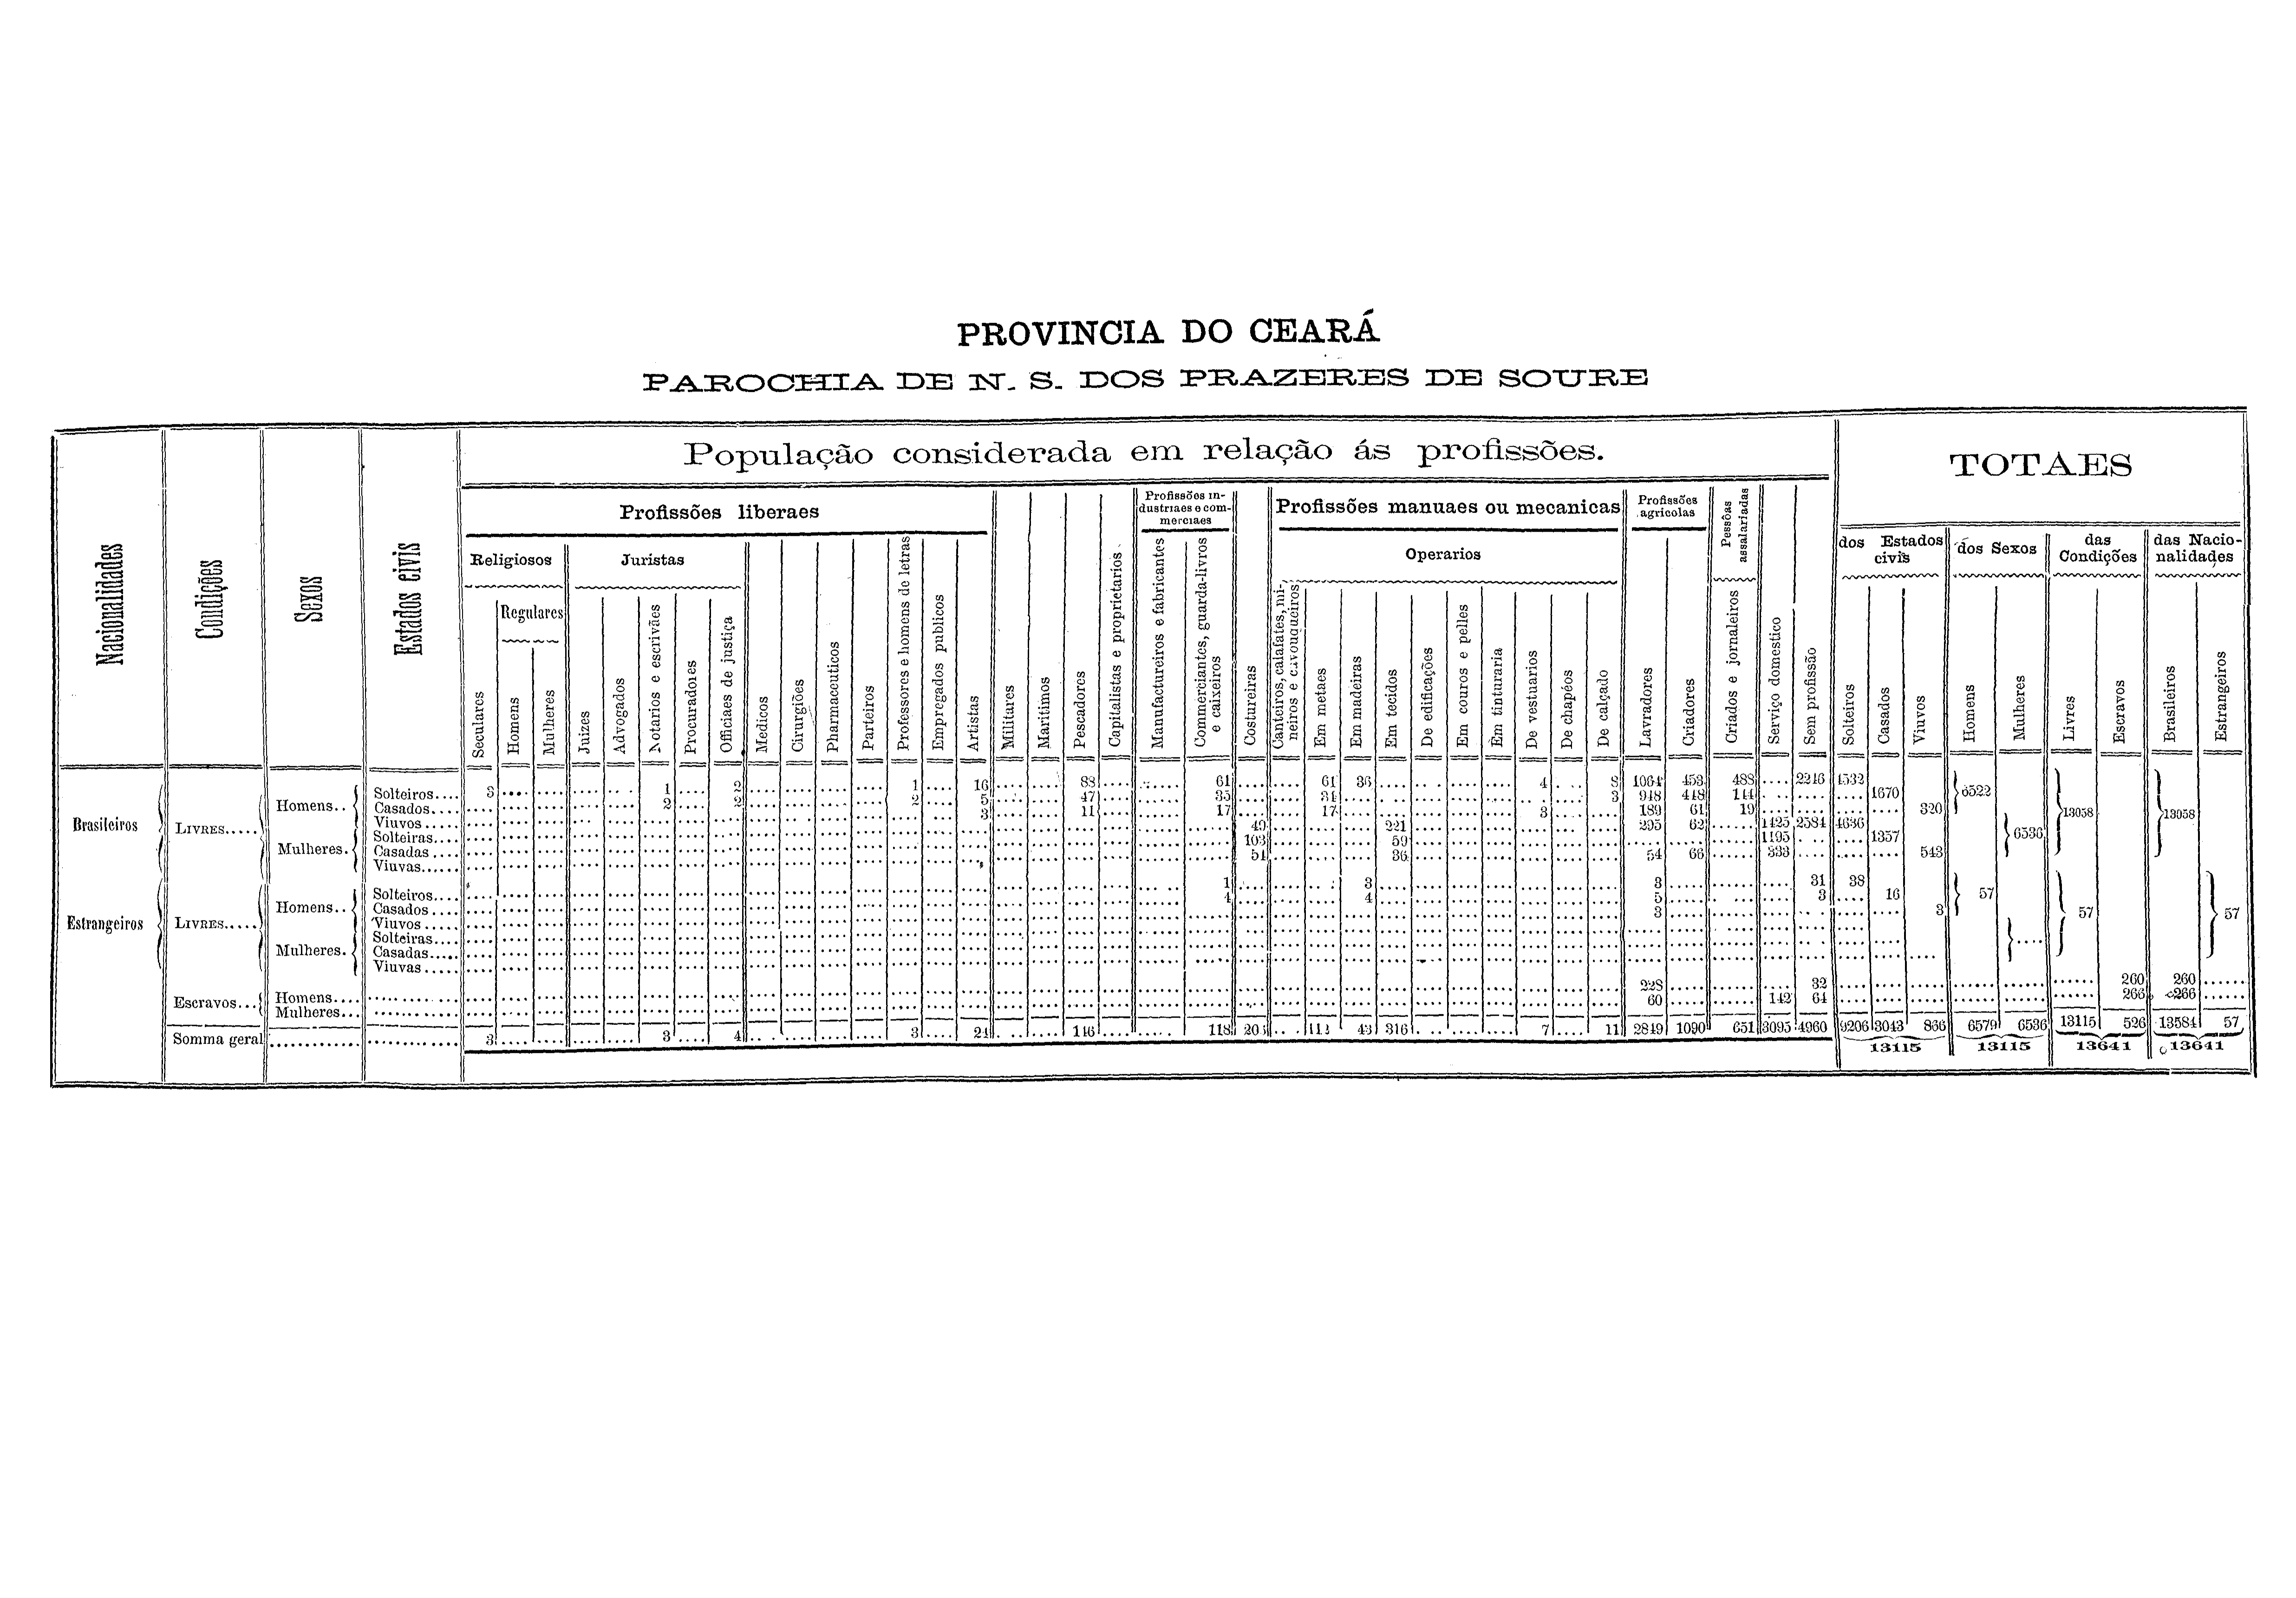 PROVINCIA DO CEARÁ
PAROCHIA DE N. S. DOS PRAZERES DE SOURE
População considerada em relação ás profissões.
TOTAES
Nacionalidades
Condições
Sexos
Estados civis
Profissões liberaes
Profissões in-
dustriaes e com-
merciaes
Profissões manuaes ou mecanicas
Profissões
agricolas
Pessôas
assalariadas
Religiosos
Juristas
Operarios
dos Estados
civis
dos Sexos
das
Condições
das Nacio-
nalidades
Regulares
Seculares
Homens
Mulheres
Juizes
Advogados
Notarios e escrivães
Procuradores
Officiaes de justiça
Medicos
Cirurgiões
Pharmaceuticos
Parteiros
Professores e homens de letras
Empregados publicos
Artistas
Militares
Maritimos
Pescadores
Capitalistas e proprietarios
Manufactureiros e fabricantes
Commerciantes, guarda-livros
e caixeiros
Costureiras
Canteiros, calafates, mi-
neiros e cavouqueiros
Em metaes
Em madeiras
Em tecidos
De edificações
Em couros e pelles
Em tinturaria
De vestuarios
De chapéos
De calçado
Lavradores
Criadores
Criados e jornaleiros
Serviço domestico
Sem profissão
Solteiros
Casados
Viuvos
Homens
Mulheres
Livres
Escravos
Brasileiros
Estrangeiros
Brasileiros
LIVRES.....
Homens..
Solteiros.... 3 1 2 1 16 61 61 36 4 1064 453 488 2246 4532
Casados.... 2 2 2 5 47 35 34 3 948 448 144 1670 6522
Viuvos..... 3 11 17 17 3 189 61 19 320
13058 13058
Mulheres.
Solteiras.... 49 221 295 62 1425 2584 4636
Casadas.... 103 59 1195 1357 6536
Viuvas...... 51 36 54 66 333 543
Estrangeiros
LIVRES.....
Homens..
Solteiros.... 1 3 3 31 38
Casados.... 4 4 5 3 16 57
Viuvos..... 3 3
57 57
Mulheres.
Solteiras....
Casadas.....
Viuvas.....
Escravos...
Homens.... 228 32 260 260
Mulheres... 60 142 64 266 266
Somma geral 3 3 4 3 24 146 118 203 112 43 316 7 11 2849 1090 651 3095 4960 9206 3043 866 6579 6536 13115 526 13584 57
13115 13115 13641 13641